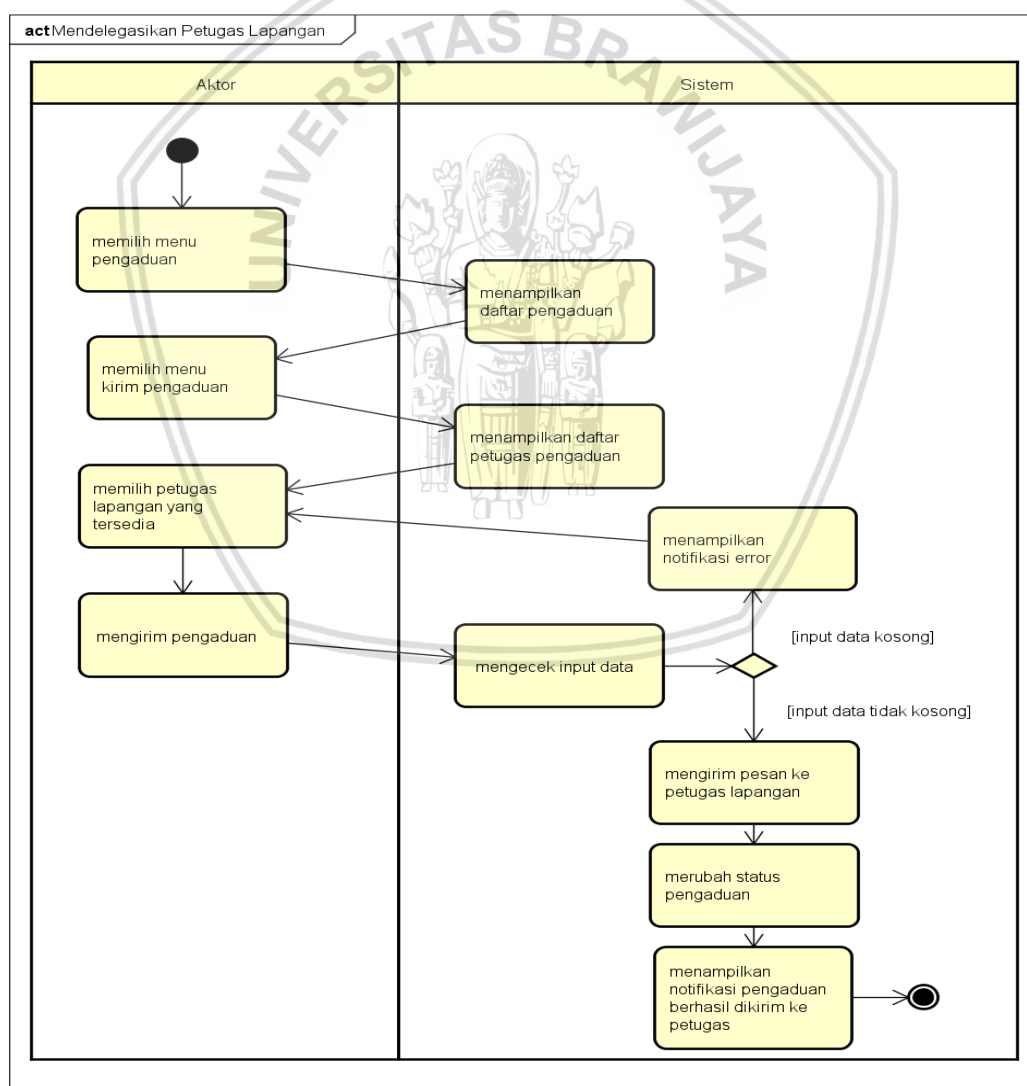 act Mendelegasikan Petugas Lapangan
UNIVERSITAS BRAWIJAYA
Aktor
Sistem
memilih menu
pengaduan
menampilkan
daftar pengaduan
memilih menu
kirim pengaduan
menampilkan daftar
petugas pengaduan
memilih petugas
lapangan yang
tersedia
menampilkan
notifikasi error
mengirim pengaduan
mengecek input data
[input data kosong]
[input data tidak kosong]
mengirim pesan ke
petugas lapangan
merubah status
pengaduan
menampilkan
notifikasi pengaduan
berhasil dikirim ke
petugas